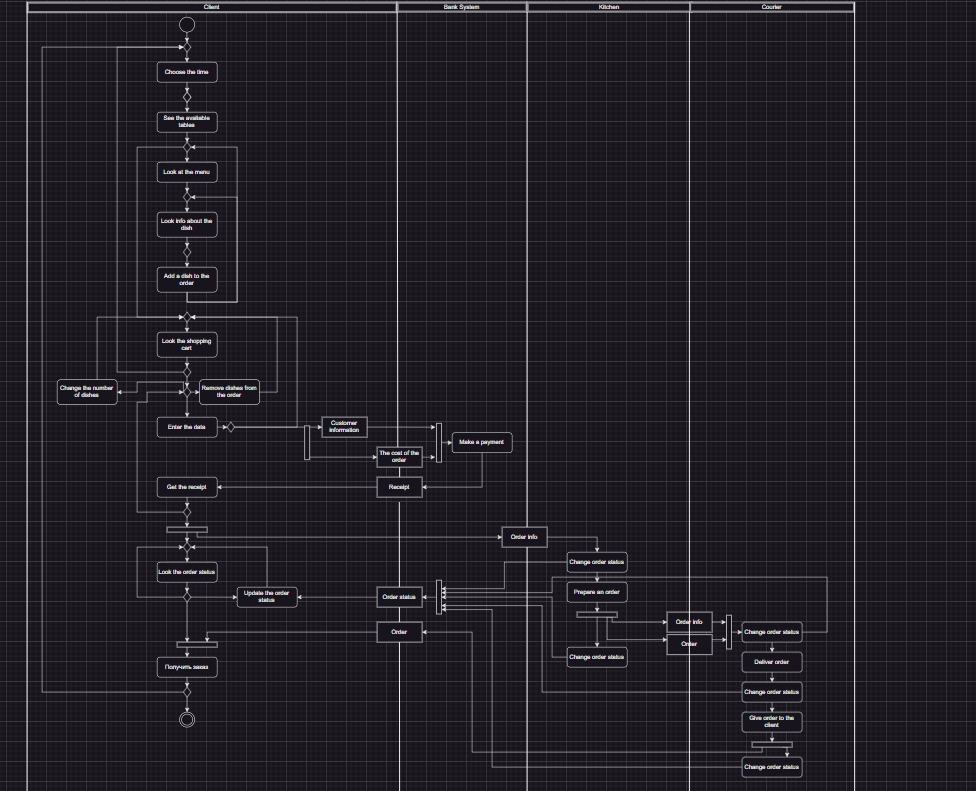 Client
Bank System
Kitchen
Courier
Choose the time
See the available
tables
Look at the menu
Look info about the
dish
Add a dish to the
order
Look the shopping
cart
Change the number
of dishes
Remove dishes from
the order
Enter the data
Customer
information
The cost of the
order
Make a payment
Get the receipt
Receipt
Order info
Change order status
Look the order status
Update the order
status
Order status
Prepare an order
Order info
Order
Change order status
Order
Change order status
Deliver order
Получить заказ
Change order status
Give order to the
client
Change order status